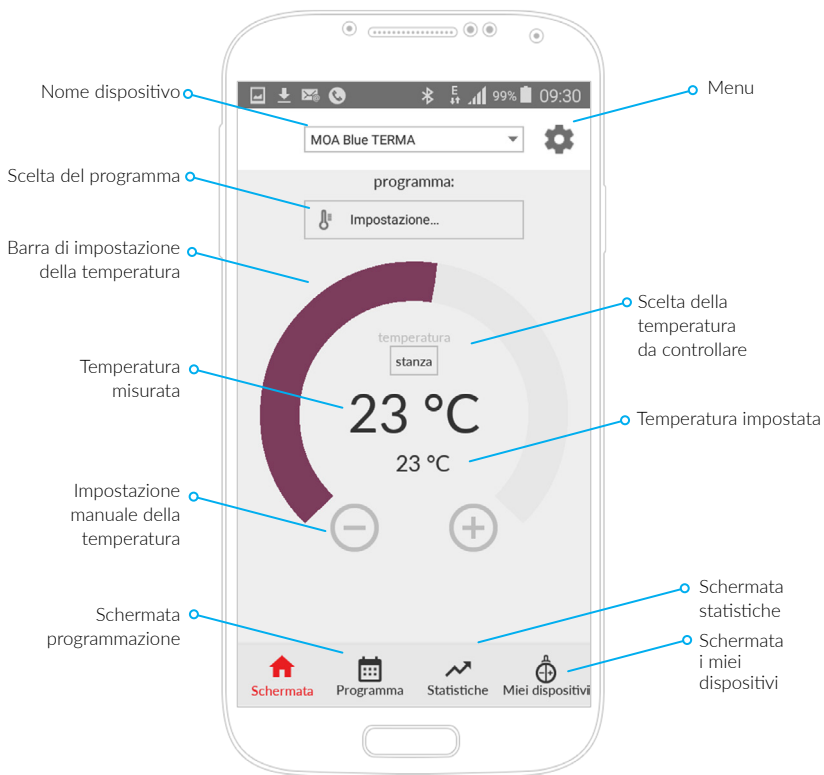 Nome dispositivo
Menu
E
99%
09:30
MOA Blue TERMA
Scelta del programma
programma:
Impostazione...
Barra di impostazione
della temperatura
Scelta della
temperatura
da controllare
temperatura
stanza
Temperatura
misurata
23 °C
Temperatura impostata
23 °C
Impostazione
manuale della
temperatura
Schermata
statistiche
Schermata
programmazione
Schermata
i miei
dispositivi
Schermata
Programma
Statistiche
Miei dispositivi